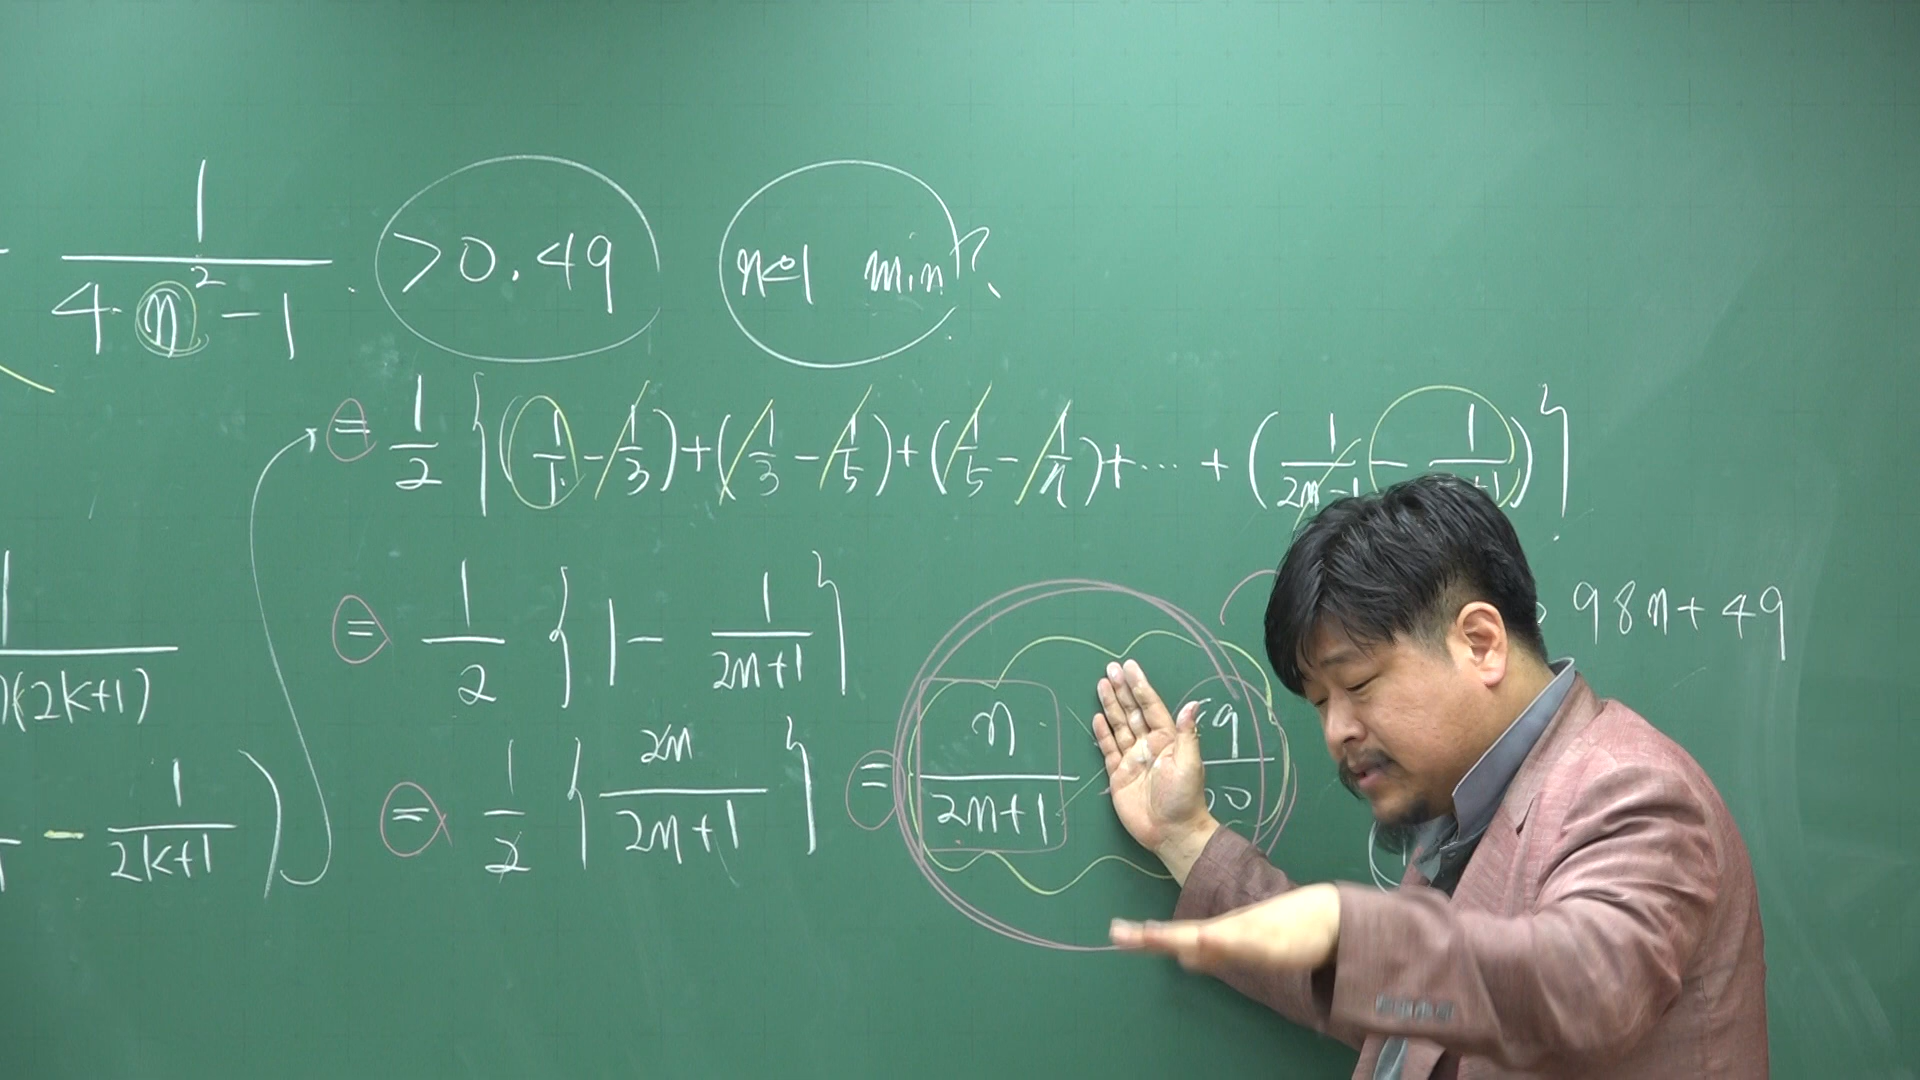 1/(4·n²-1) >0.49 n의 min?
= 1/2 {(1/1 - 1/3) + (1/3 - 1/5) + (1/5 - 1/7) + ··· + (1/(2n-1) - 1/ +1)}
)(2k+1)
= 1/2 {1 - 1/(2n+1)}
98n+49
- 1/(2k+1) )
= 1/2 {2n/(2n+1)} = n/(2n+1)